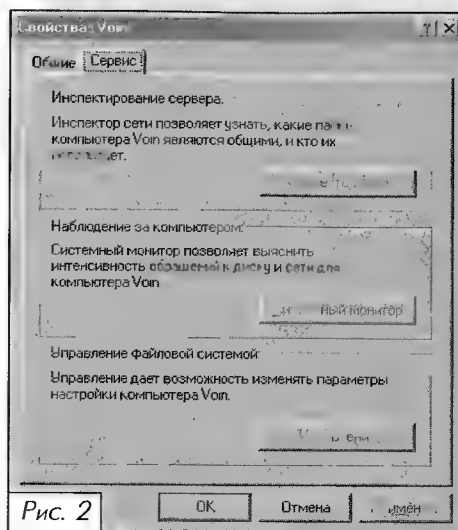 Свойства: Voin
Общие Сервис
Инспектирование сервера
Инспектор сети позволяет узнать, какие
компьютера Voin являются общими, и кто их
Наблюдение за компьютером:
Системный монитор позволяет выяснить
интенсивность обращений к диску и сети для
компьютера Voin
монитор
Управление файловой системой
Управление дает возможность изменять параметры
настройки компьютера Voin.
OK Отмена
Рис. 2